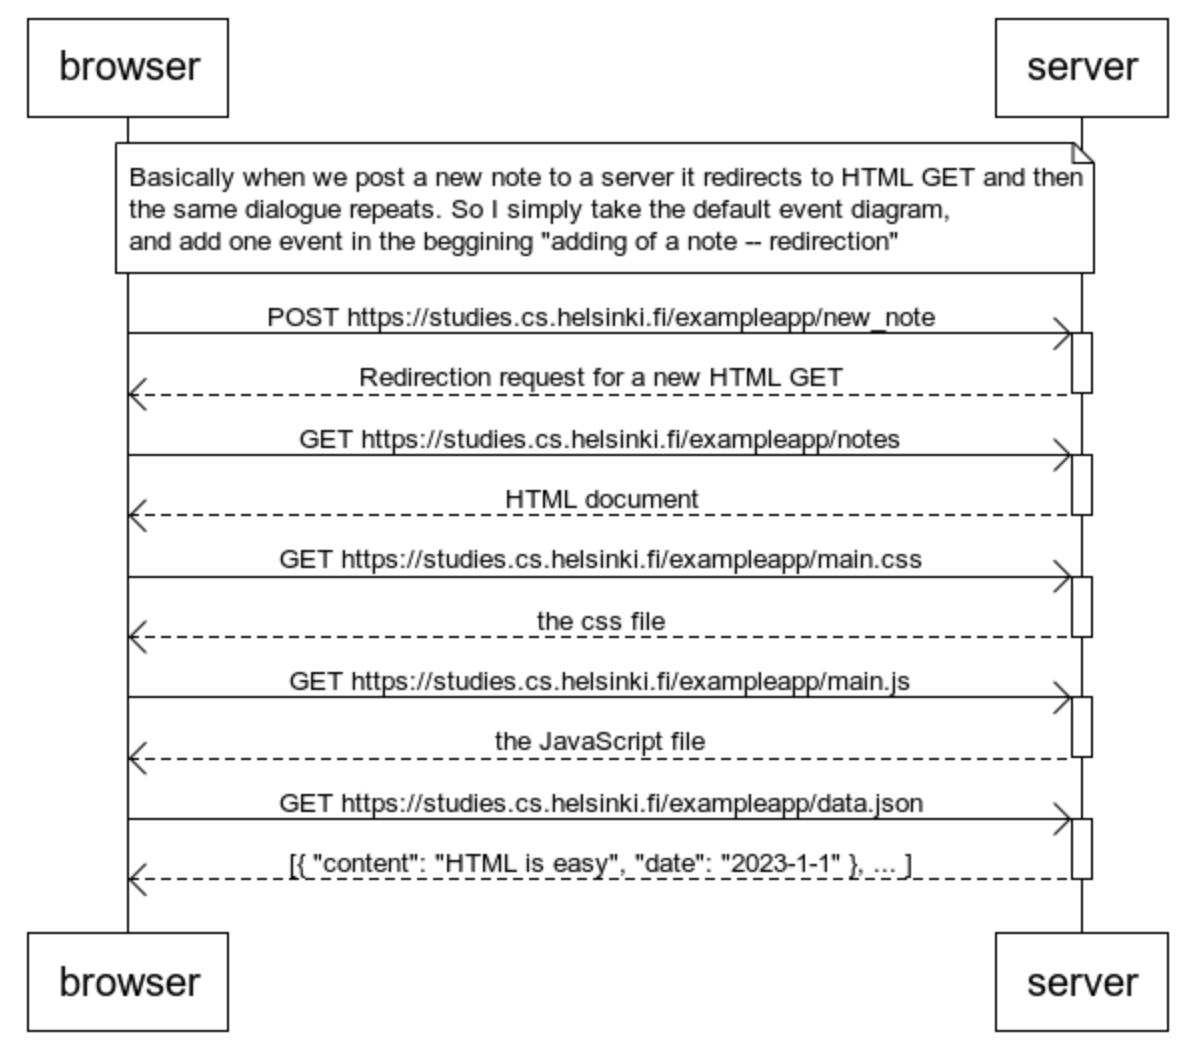 browser
server
Basically when we post a new note to a server it redirects to HTML GET and then
the same dialogue repeats. So I simply take the default event diagram,
and add one event in the beggining "adding of a note -- redirection"
POST https://studies.cs.helsinki.fi/exampleapp/new_note
Redirection request for a new HTML GET
GET https://studies.cs.helsinki.fi/exampleapp/notes
HTML document
GET https://studies.cs.helsinki.fi/exampleapp/main.css
the css file
GET https://studies.cs.helsinki.fi/exampleapp/main.js
the JavaScript file
GET https://studies.cs.helsinki.fi/exampleapp/data.json
[{ "content": "HTML is easy", "date": "2023-1-1" }, ... ]
browser
server